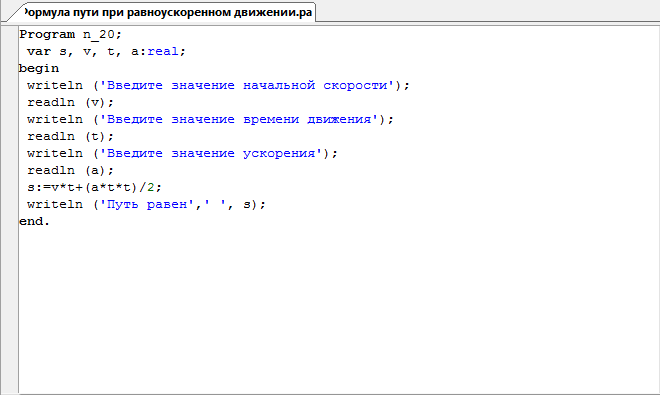 Формула пути при равноускоренном движении.pa
Program n_20;
var s, v, t, a:real;
begin
writeln ('Введите значение начальной скорости');
readln (v);
writeln ('Введите значение времени движения');
readln (t);
writeln ('Введите значение ускорения');
readln (a);
s:=v*t+(a*t*t)/2;
writeln ('Путь равен',' ', s);
end.